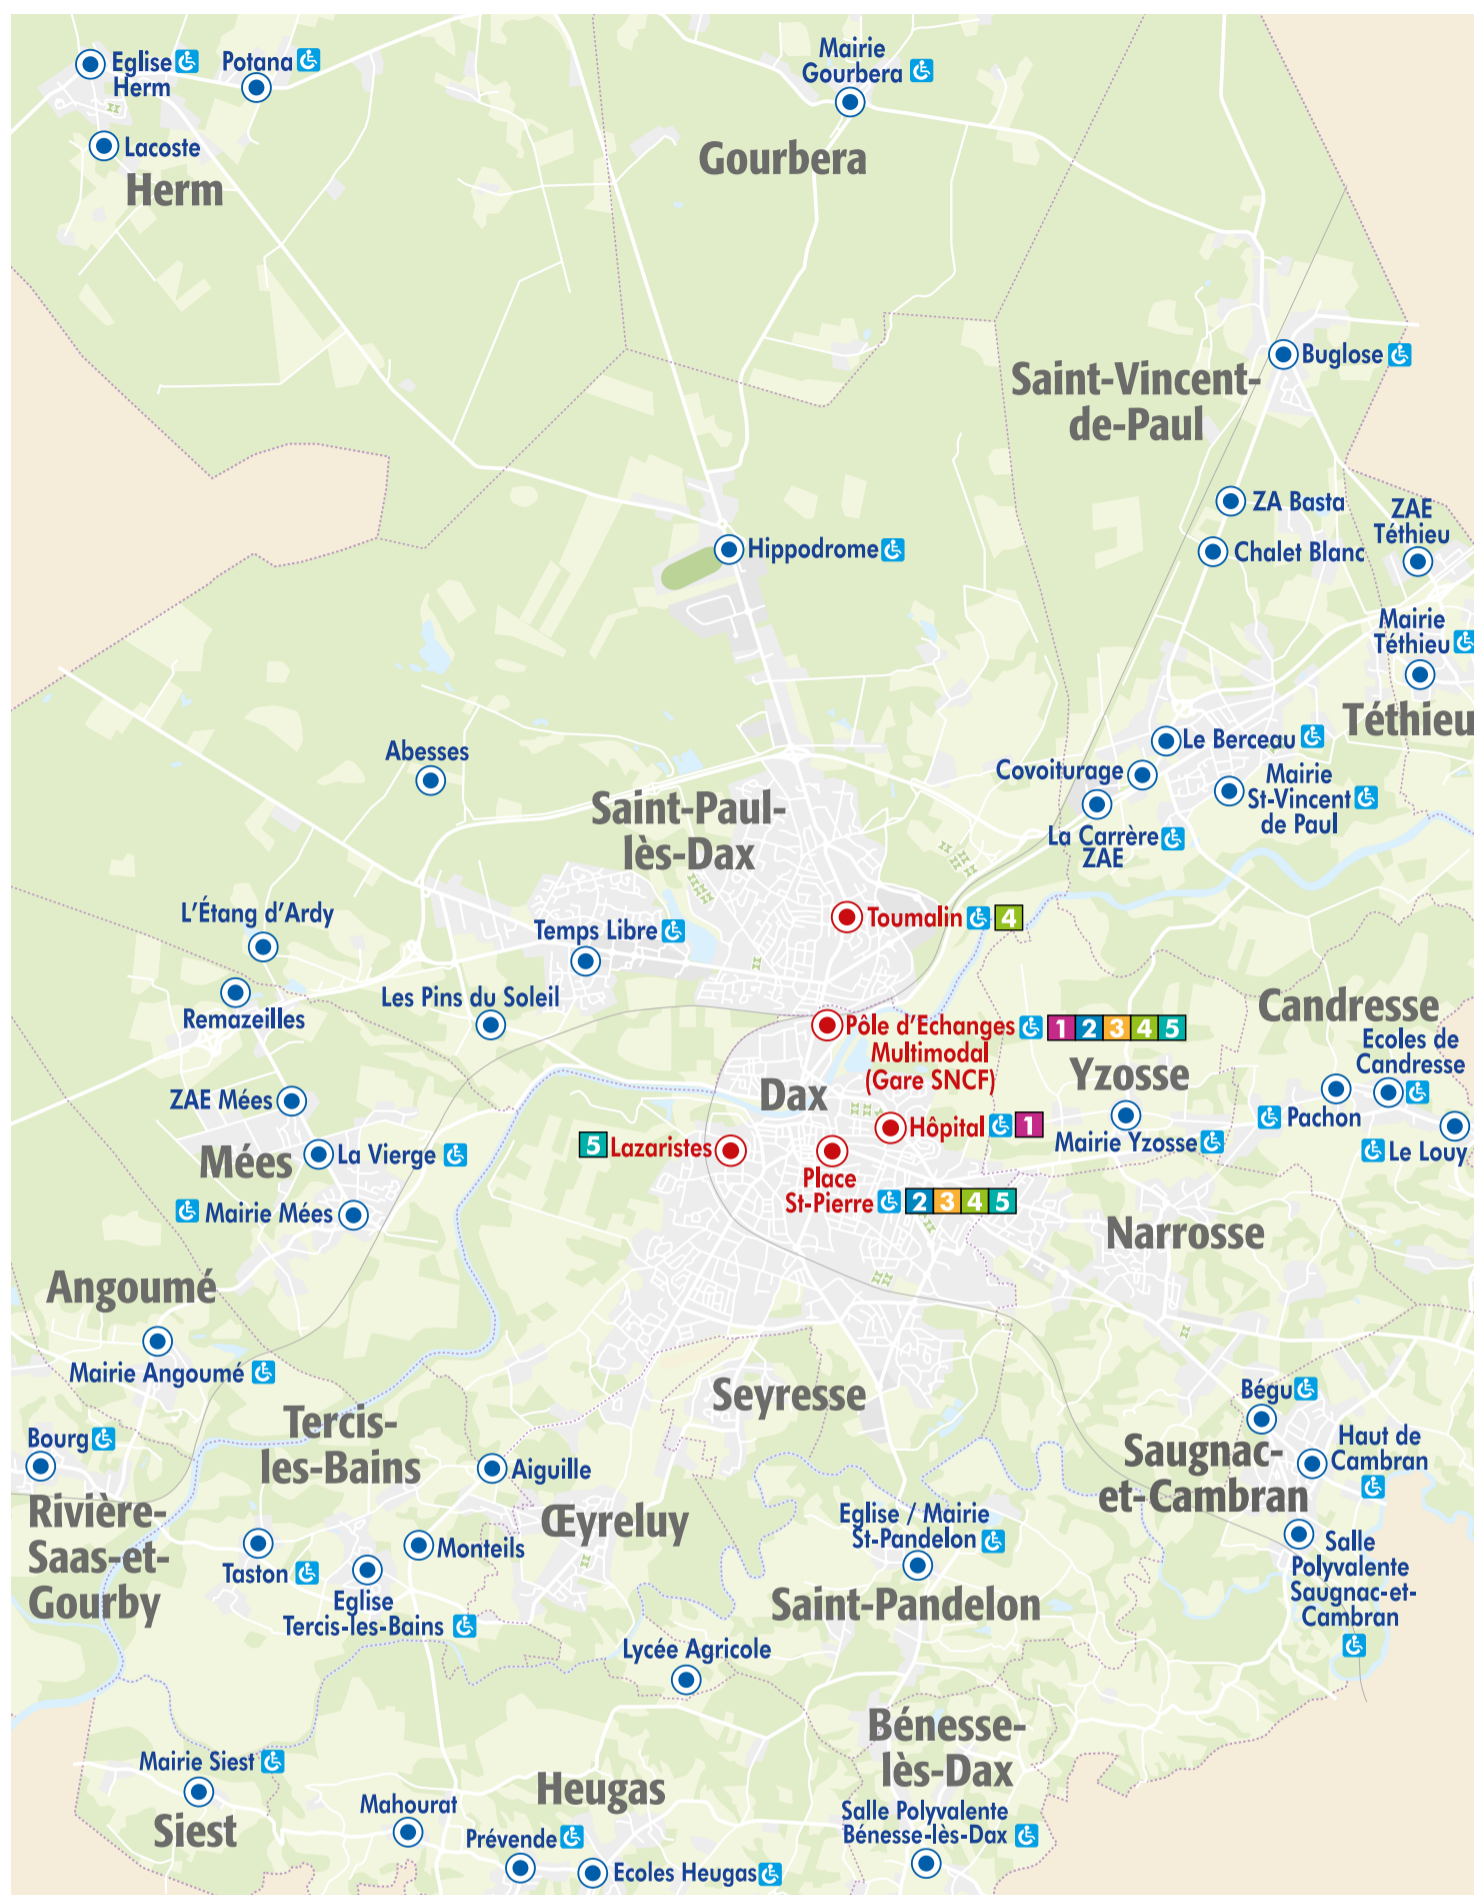 Eglise
Herm
Potana
Lacoste
Herm
Mairie
Gourbera
Gourbera
Buglose
Saint-Vincent-
de-Paul
ZA Basta
Chalet Blanc
ZAE
Téthieu
Hippodrome
Mairie
Téthieu
Téthieu
Le Berceau
Covoiturage
Mairie
St-Vincent
de Paul
La Carrère
ZAE
Abesses
Saint-Paul-
lès-Dax
L'Étang d'Ardy
Remazeilles
Temps Libre
Les Pins du Soleil
Toumalin 4
Pôle d'Echanges 1 2 3 4 5
Multimodal
(Gare SNCF)
Candresse
Ecoles de
Candresse
Pachon
Le Louy
Yzosse
Mairie Yzosse
Dax
Hôpital 1
5 Lazaristes
Place
St-Pierre 2 3 4 5
ZAE Mées
Mées
La Vierge
Mairie Mées
Narrosse
Angoumé
Mairie Angoumé
Bourg
Rivière-
Saas-et-
Gourby
Tercis-
les-Bains
Aiguille
Seyresse
Bégu
Saugnac-
et-Cambran
Haut de
Cambran
Salle
Polyvalente
Saugnac-et-
Cambran
Œyreluy
Monteils
Taston
Eglise
Tercis-les-Bains
Eglise / Mairie
St-Pandelon
Saint-Pandelon
Lycée Agricole
Bénesse-
lès-Dax
Salle Polyvalente
Bénesse-lès-Dax
Mairie Siest
Siest
Mahourat
Heugas
Prévende
Ecoles Heugas